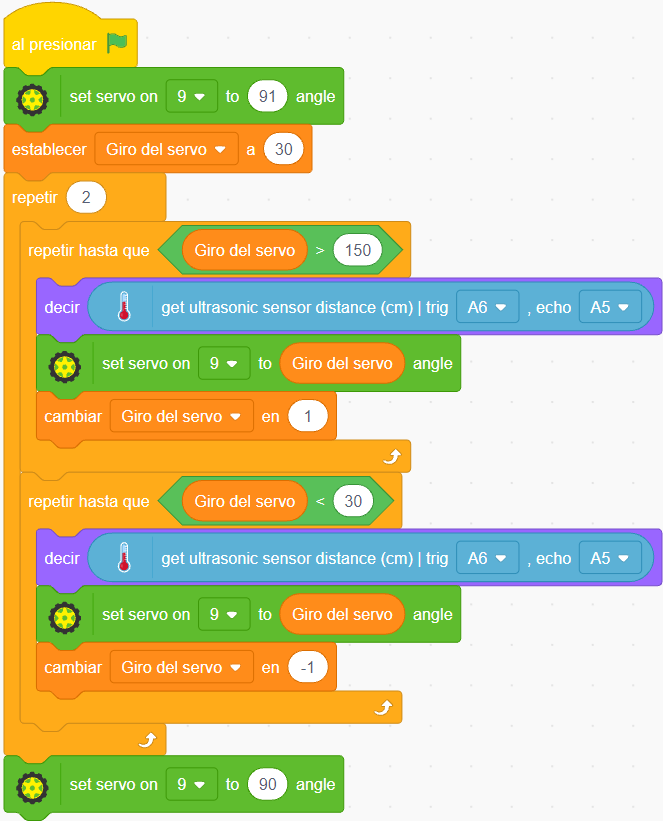 al presionar
set servo on 9 to 91 angle
establecer Giro del servo a 30
repetir 2
repetir hasta que Giro del servo > 150
decir get ultrasonic sensor distance (cm) | trig A6 , echo A5
set servo on 9 to Giro del servo angle
cambiar Giro del servo en 1
repetir hasta que Giro del servo < 30
decir get ultrasonic sensor distance (cm) | trig A6 , echo A5
set servo on 9 to Giro del servo angle
cambiar Giro del servo en -1
set servo on 9 to 90 angle